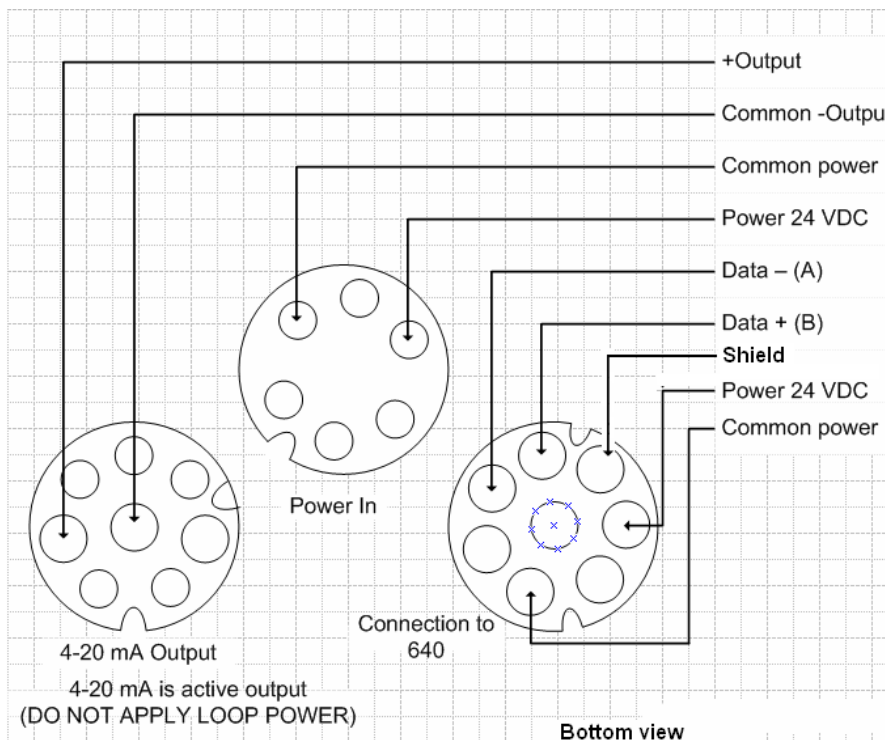 +Output
Common -Outpu
Common power
Power 24 VDC
Data – (A)
Data + (B)
Shield
Power 24 VDC
Common power
Power In
Connection to
640
4-20 mA Output
4-20 mA is active output
(DO NOT APPLY LOOP POWER)
Bottom view